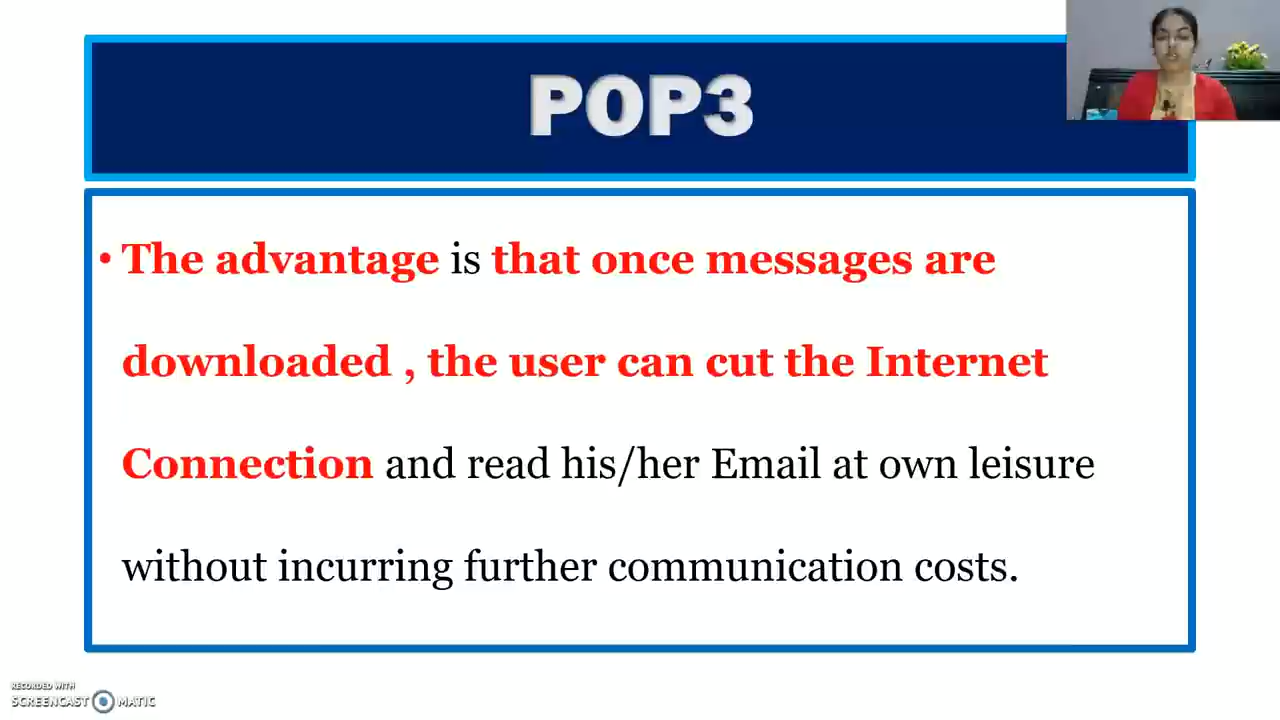 POP3
• The advantage is that once messages are
downloaded , the user can cut the Internet
Connection and read his/her Email at own leisure
without incurring further communication costs.
RECORDED WITH
SCREENCAST MATIC